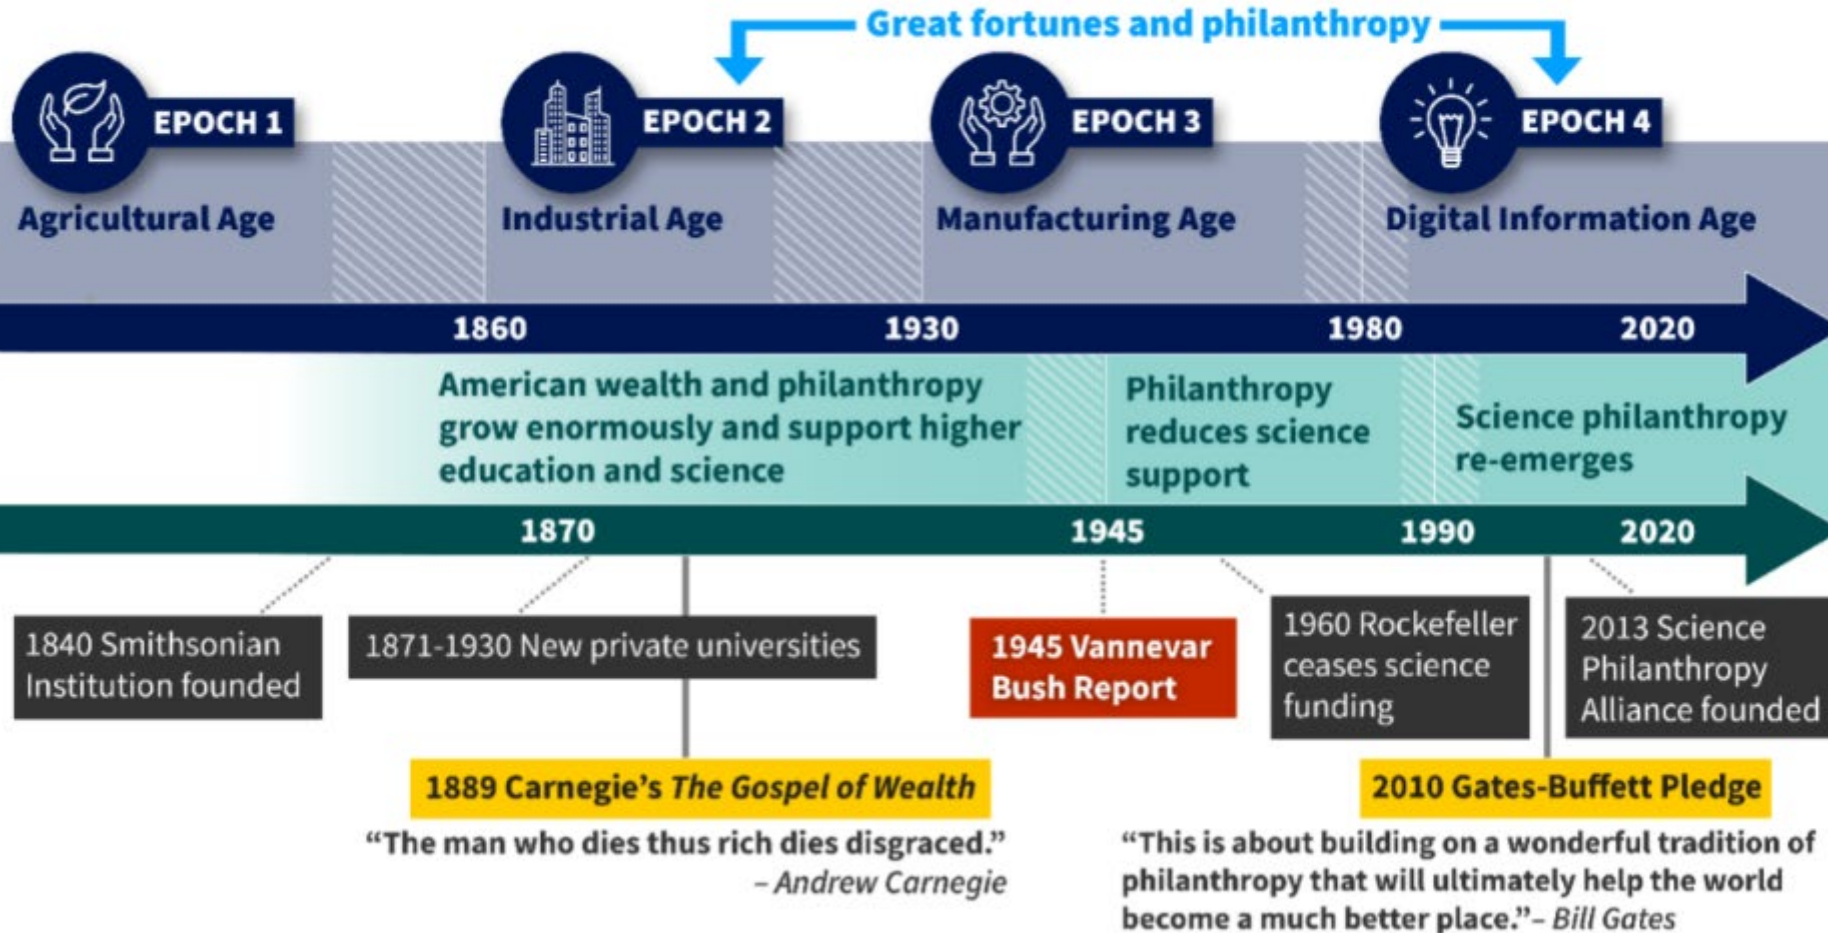 Great fortunes and philanthropy
EPOCH 1
EPOCH 2
EPOCH 3
EPOCH 4
Agricultural Age
Industrial Age
Manufacturing Age
Digital Information Age
1860
1930
1980
2020
American wealth and philanthropy
grow enormously and support higher
education and science
Philanthropy
reduces science
support
Science philanthropy
re-emerges
1870
1945
1990
2020
1840 Smithsonian
Institution founded
1871-1930 New private universities
1945 Vannevar
Bush Report
1960 Rockefeller
ceases science
funding
2013 Science
Philanthropy
Alliance founded
1889 Carnegie’s The Gospel of Wealth
“The man who dies thus rich dies disgraced.”
– Andrew Carnegie
2010 Gates-Buffett Pledge
“This is about building on a wonderful tradition of
philanthropy that will ultimately help the world
become a much better place.”– Bill Gates